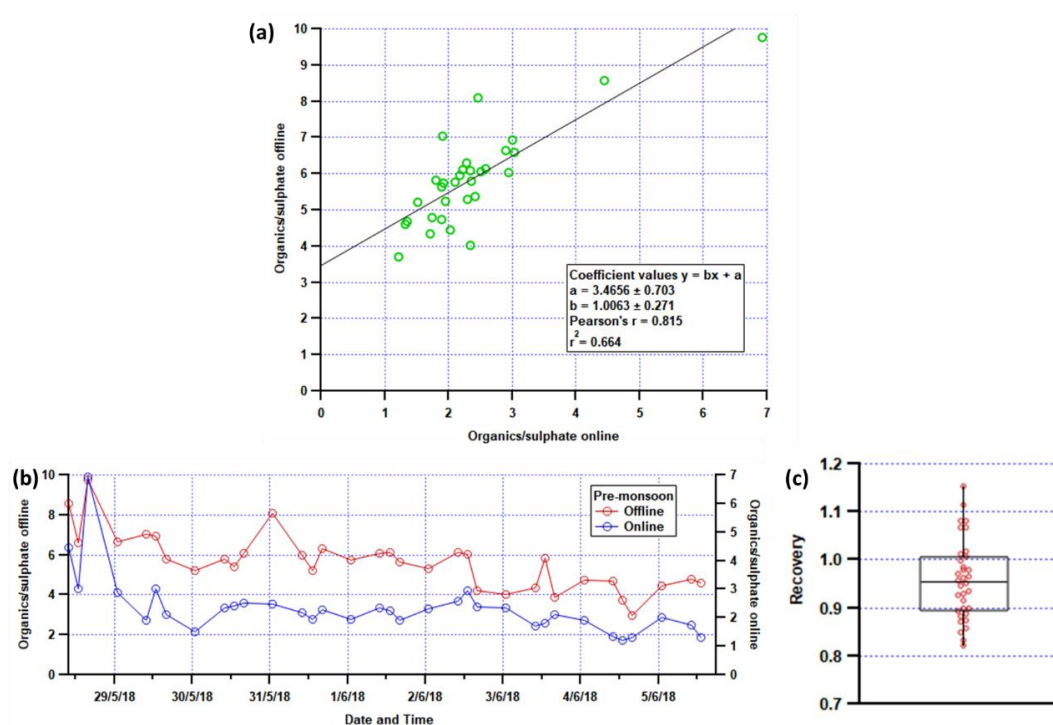 (a)
10
9
8
7
6
5
4
3
2
1
0
Organics/sulphate offline
Coefficient values y = bx + a
a = 3.4656 ± 0.703
b = 1.0063 ± 0.271
Pearson's r = 0.815
r² = 0.664
0 1 2 3 4 5 6 7
Organics/sulphate online
(b)
10
8
6
4
2
0
Organics/sulphate offline
Pre-monsoon
Offline
Online
7
6
5
4
3
2
1
0
Organics/sulphate online
29/5/18 30/5/18 31/5/18 1/6/18 2/6/18 3/6/18 4/6/18 5/6/18
Date and Time
(c)
1.2
1.1
1.0
0.9
0.8
0.7
Recovery